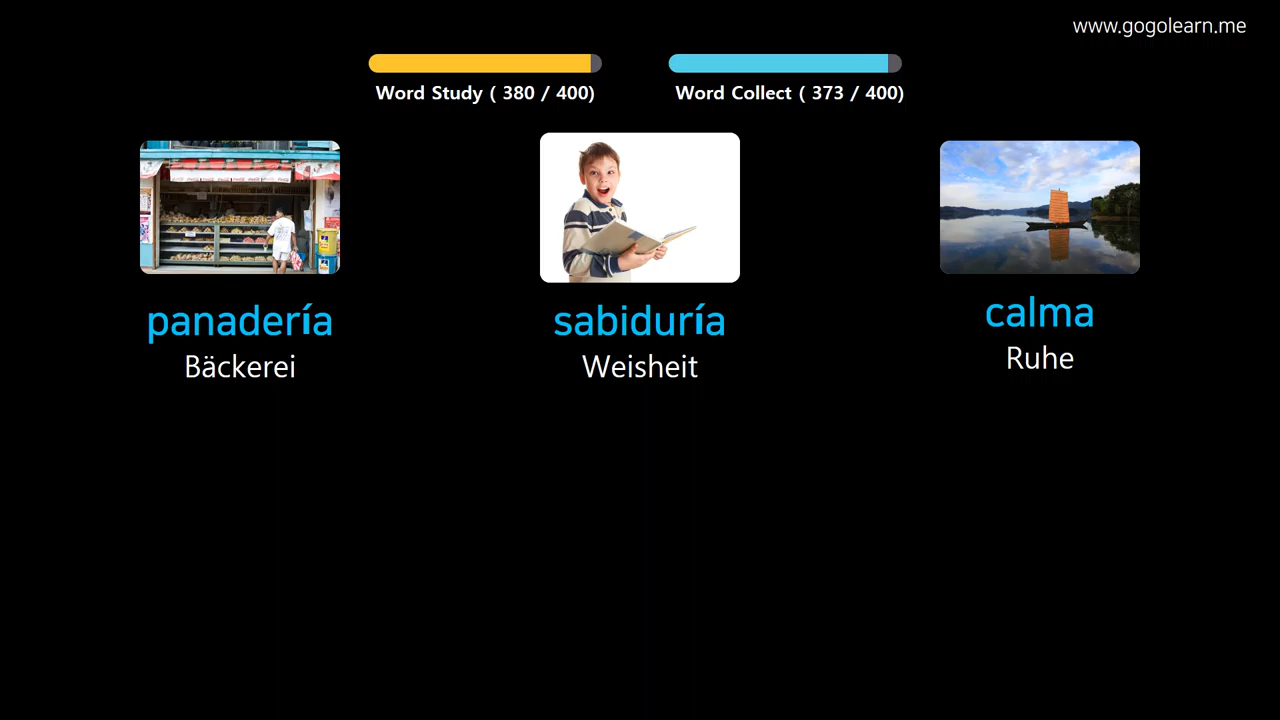 www.gogolearn.me
Word Study ( 380 / 400)
Word Collect ( 373 / 400)
panadería
Bäckerei
sabiduría
Weisheit
calma
Ruhe